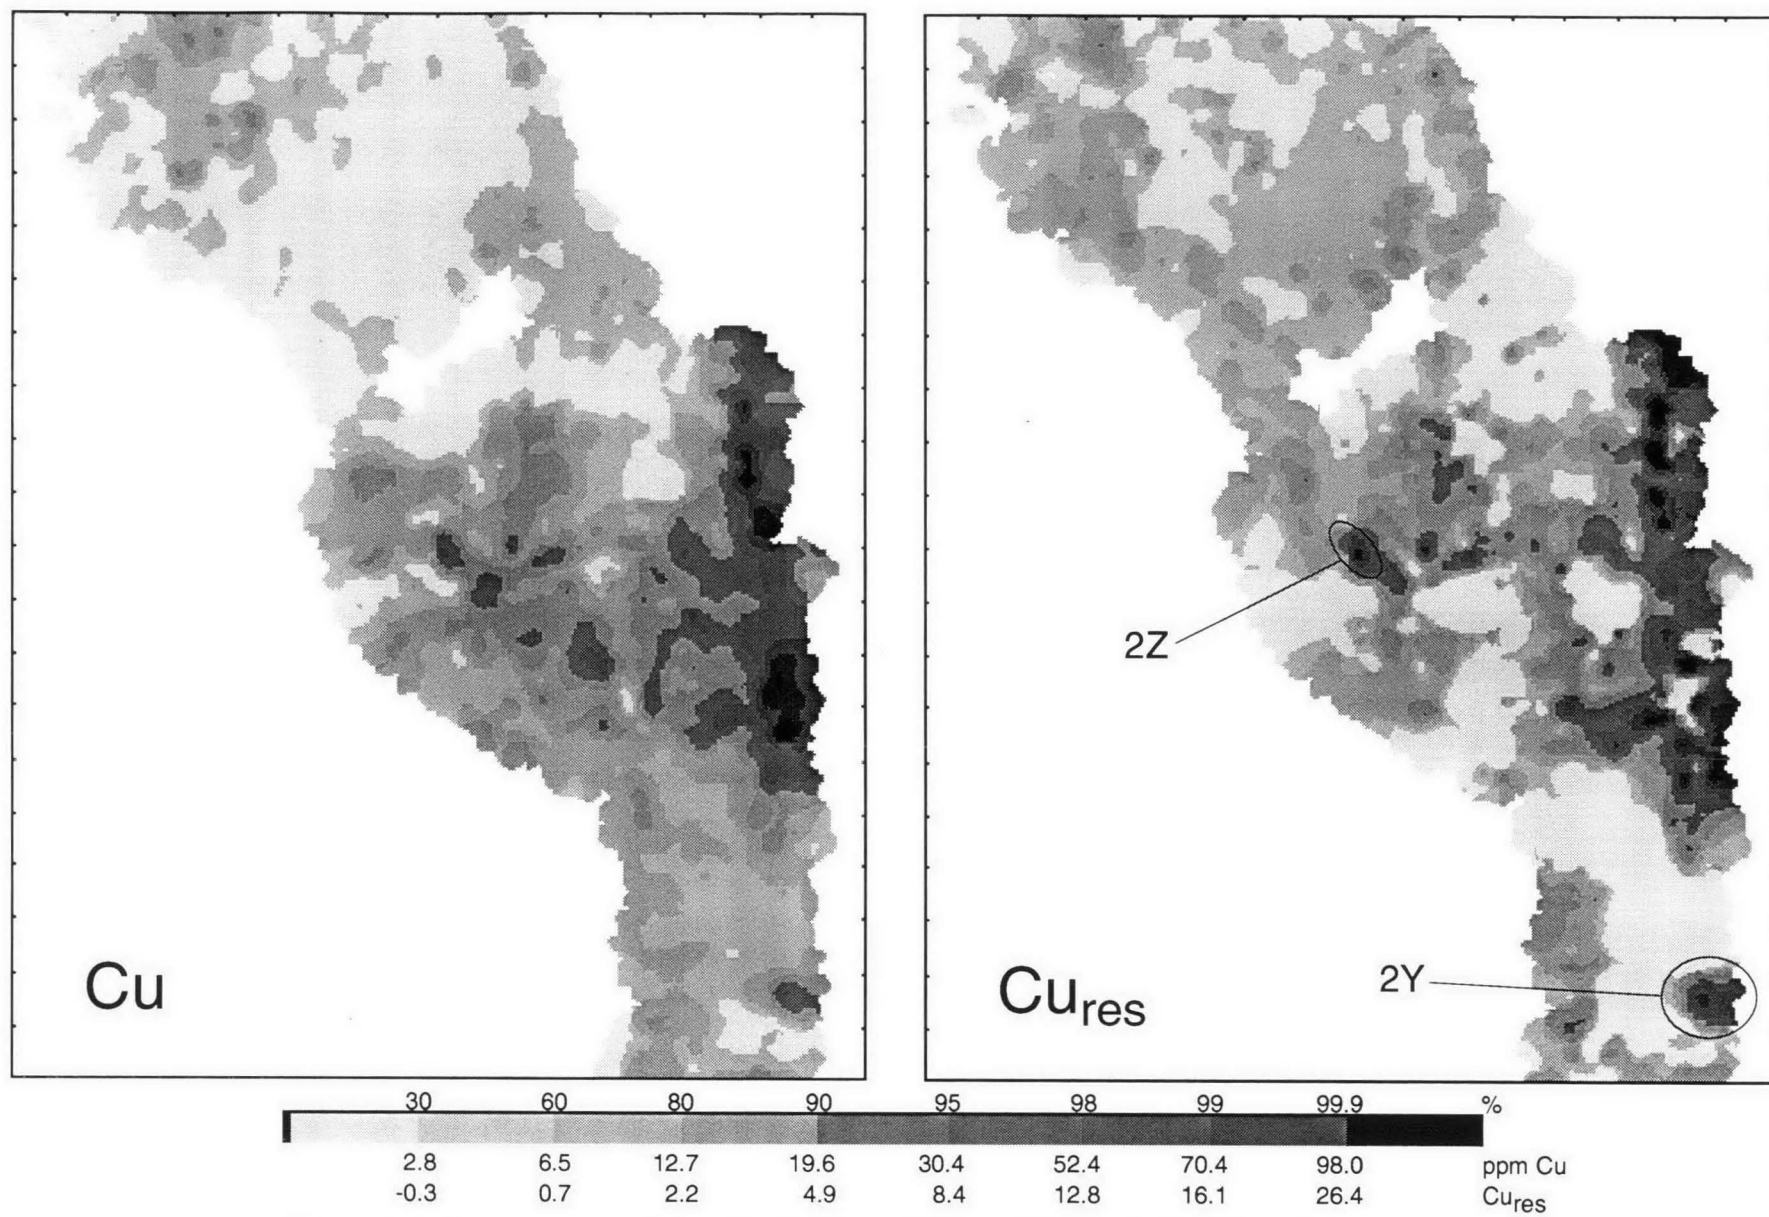 2Z
Cu
Cu_res
2Y
30 60 80 90 95 98 99 99.9 %
2.8 6.5 12.7 19.6 30.4 52.4 70.4 98.0 ppm Cu
-0.3 0.7 2.2 4.9 8.4 12.8 16.1 26.4 Cu_res